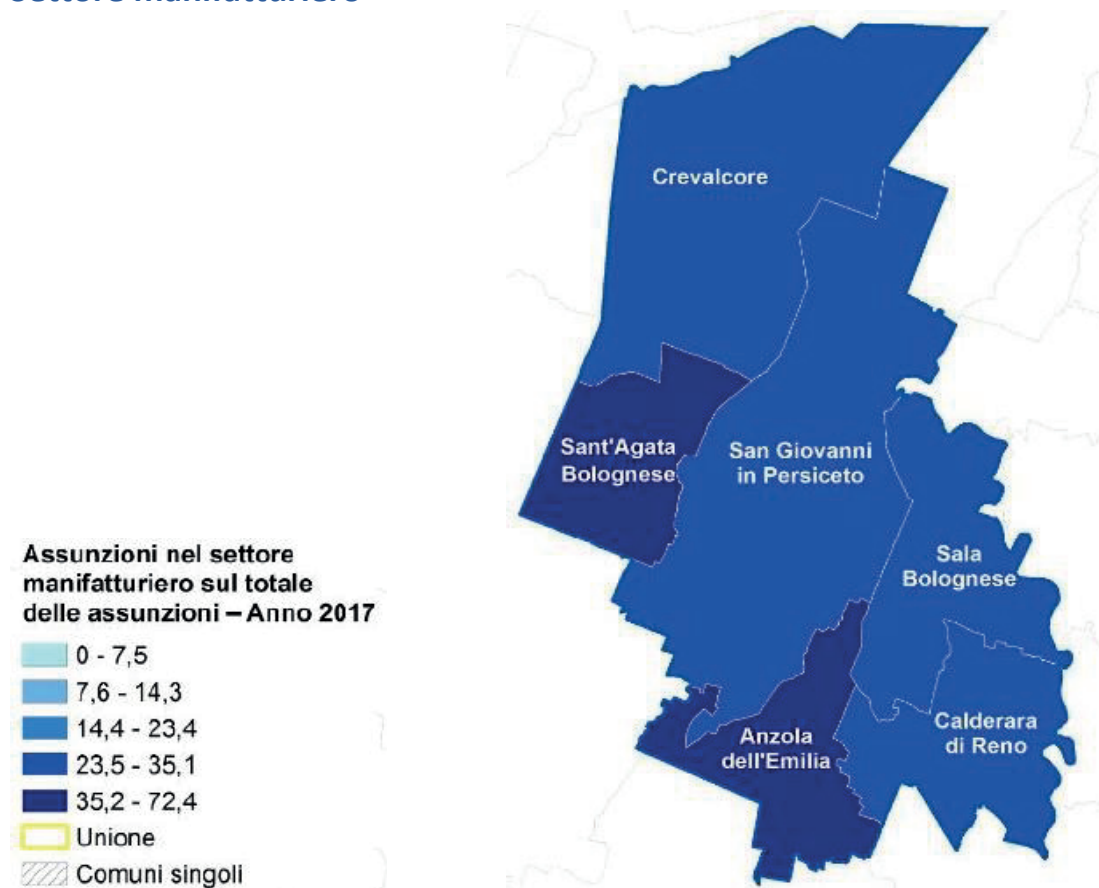 settore manifatturiero
Crevalcore
Sant'Agata
Bolognese
San Giovanni
in Persiceto
Sala
Bolognese
Calderara
di Reno
Anzola
dell'Emilia
Assunzioni nel settore
manifatturiero sul totale
delle assunzioni – Anno 2017
0 - 7,5
7,6 - 14,3
14,4 - 23,4
23,5 - 35,1
35,2 - 72,4
Unione
Comuni singoli